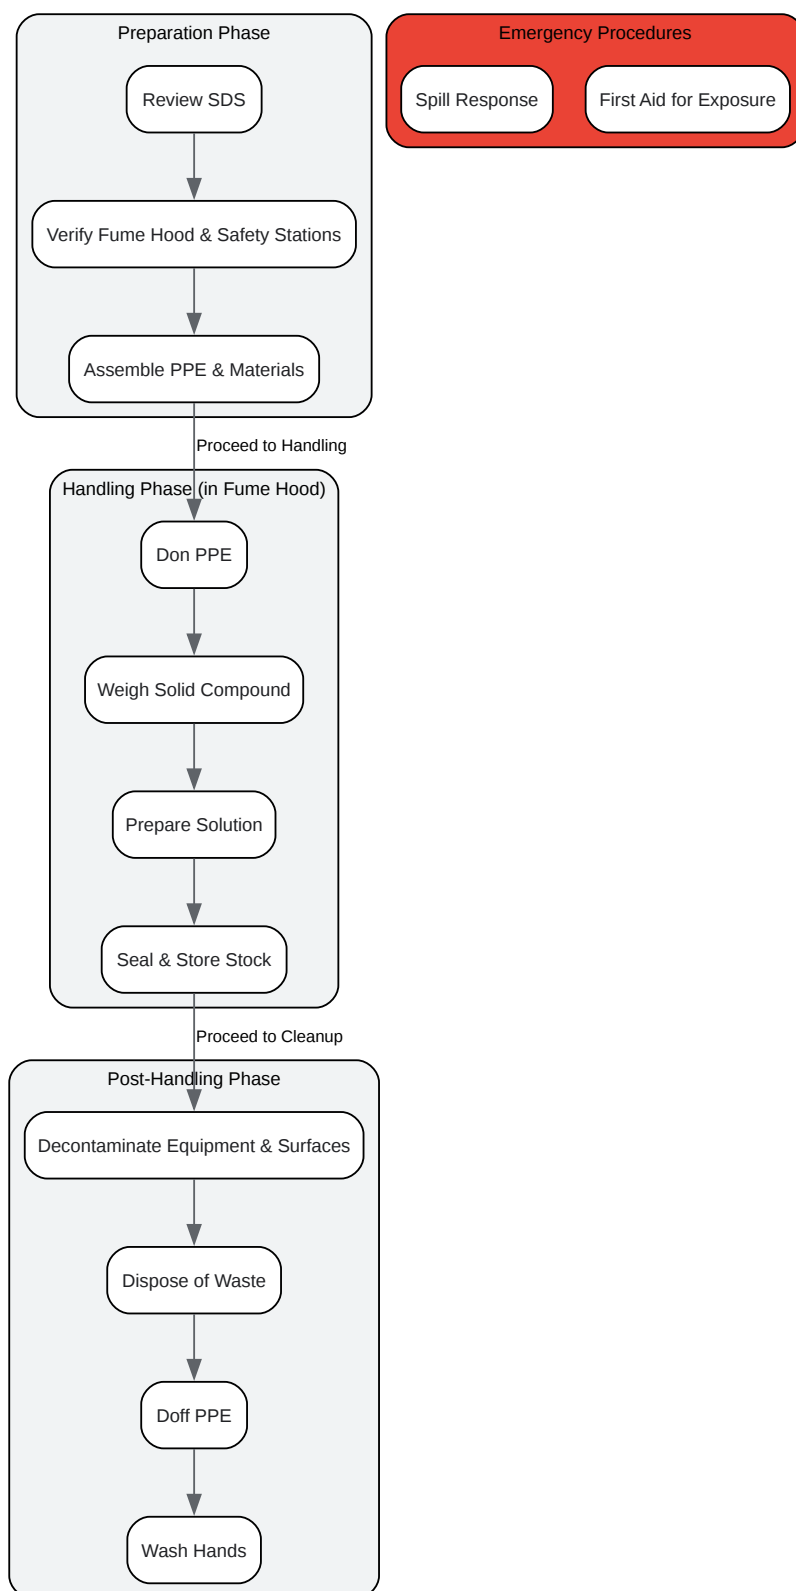 Preparation Phase
Review SDS
Verify Fume Hood & Safety Stations
Assemble PPE & Materials
Emergency Procedures
Spill Response
First Aid for Exposure
Proceed to Handling
Handling Phase (in Fume Hood)
Don PPE
Weigh Solid Compound
Prepare Solution
Seal & Store Stock
Proceed to Cleanup
Post-Handling Phase
Decontaminate Equipment & Surfaces
Dispose of Waste
Doff PPE
Wash Hands